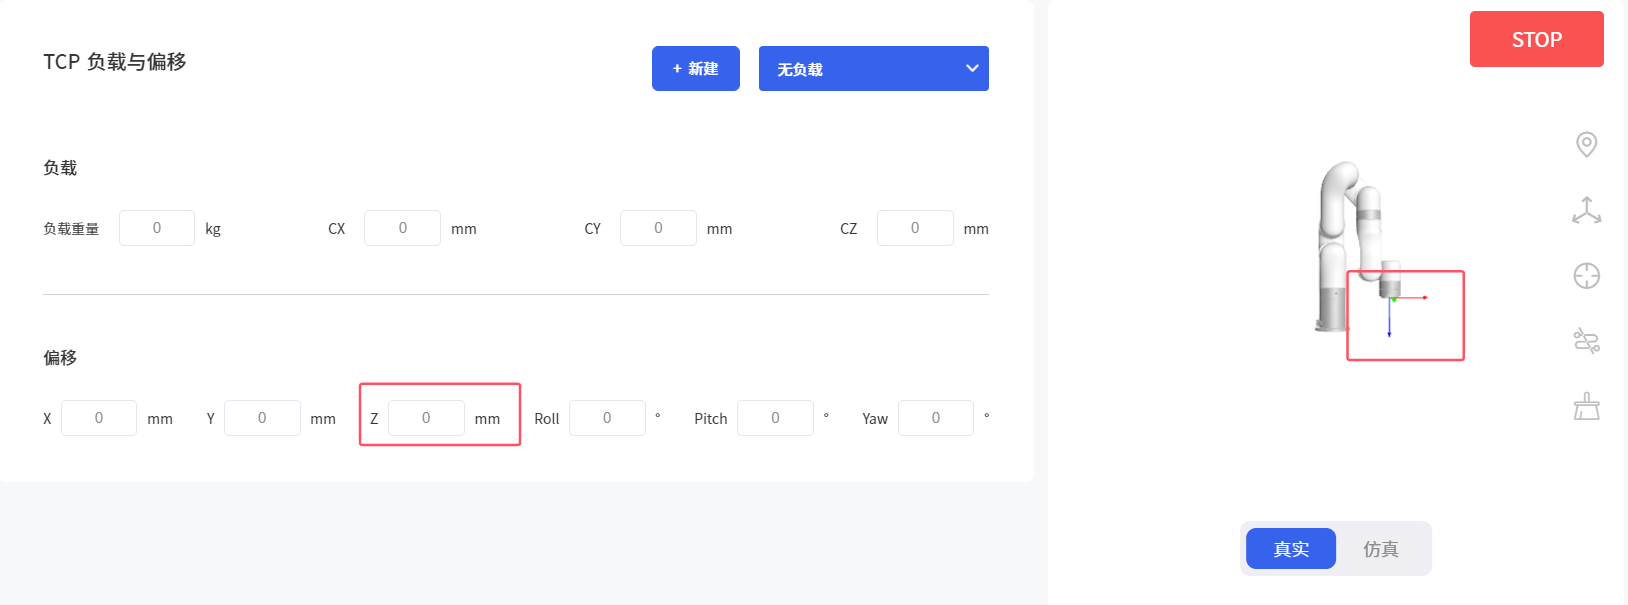 TCP 负载与偏移
+ 新建
无负载
STOP
负载
负载重量 0 kg CX 0 mm CY 0 mm CZ 0 mm
偏移
X 0 mm Y 0 mm Z 0 mm Roll 0 ° Pitch 0 ° Yaw 0 °
真实 仿真